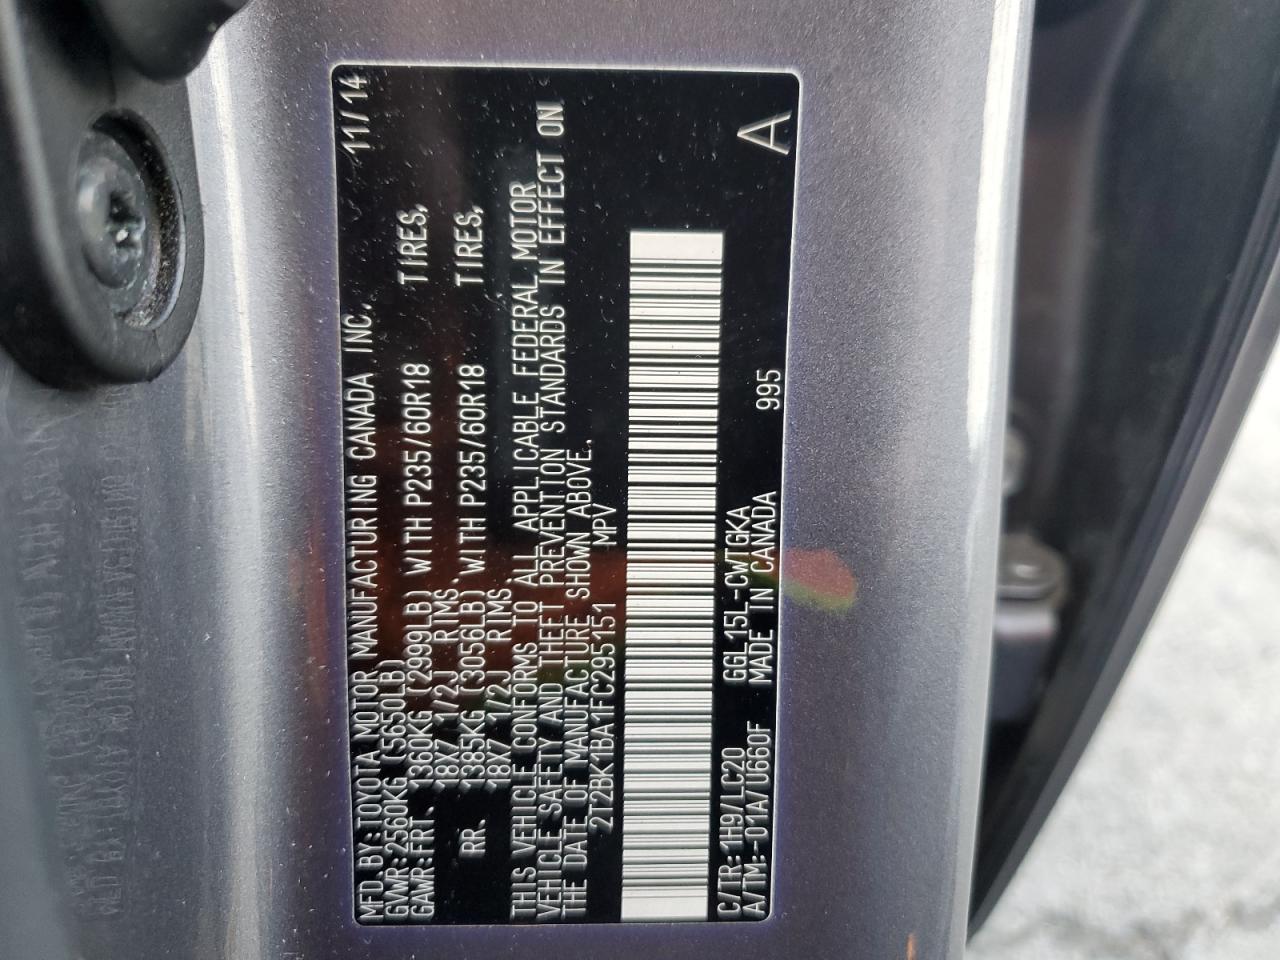 MFD.BY:TOYOTA MOTOR MANUFACTURING CANADA INC. 11/14
GVWR:2560KG (5650LB)
GAWR:FRT. 1360KG (2999LB) WITH P235/60R18 TIRES,
18X7 1/2J RIMS.
RR. 1385KG (3056LB) WITH P235/60R18 TIRES,
18X7 1/2J RIMS.
THIS VEHICLE CONFORMS TO ALL APPLICABLE FEDERAL MOTOR
VEHICLE SAFETY AND THEFT PREVENTION STANDARDS IN EFFECT ON
THE DATE OF MANUFACTURE SHOWN ABOVE.
2T2BK1BA1FC295151 MPV
C/TR:1H9/LC20 GGL15L-CWTGKA
A/TM:-01A/U660F MADE IN CANADA 995 A